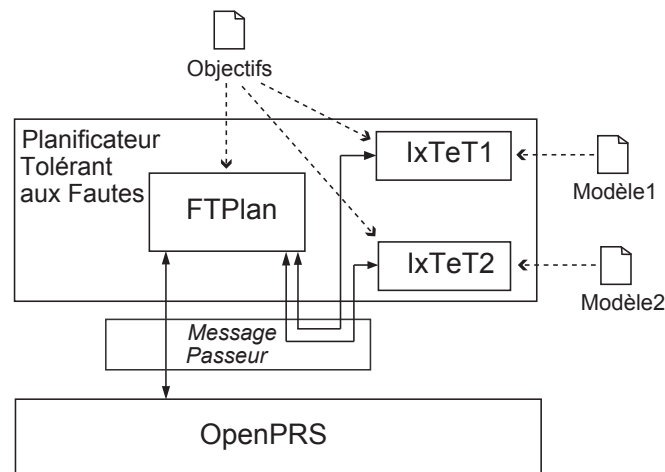 Objectifs
Planificateur
Tolérant
aux Fautes
IxTeT1
Modèle1
FTPlan
IxTeT2
Modèle2
Message
Passeur
OpenPRS